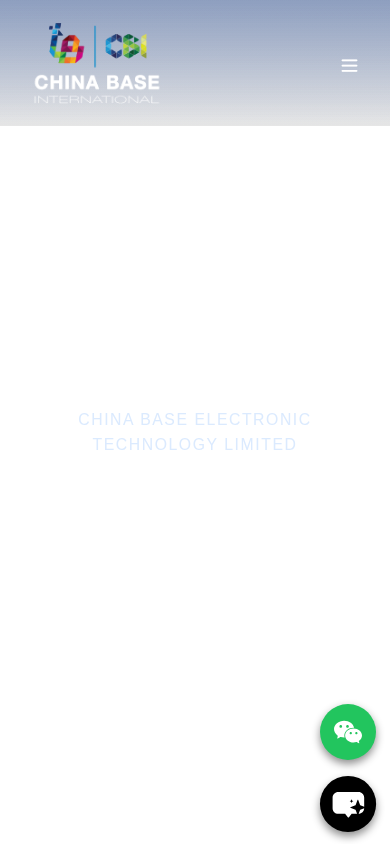 CBI
CHINA BASE
INTERNATIONAL
CHINA BASE ELECTRONIC
TECHNOLOGY LIMITED